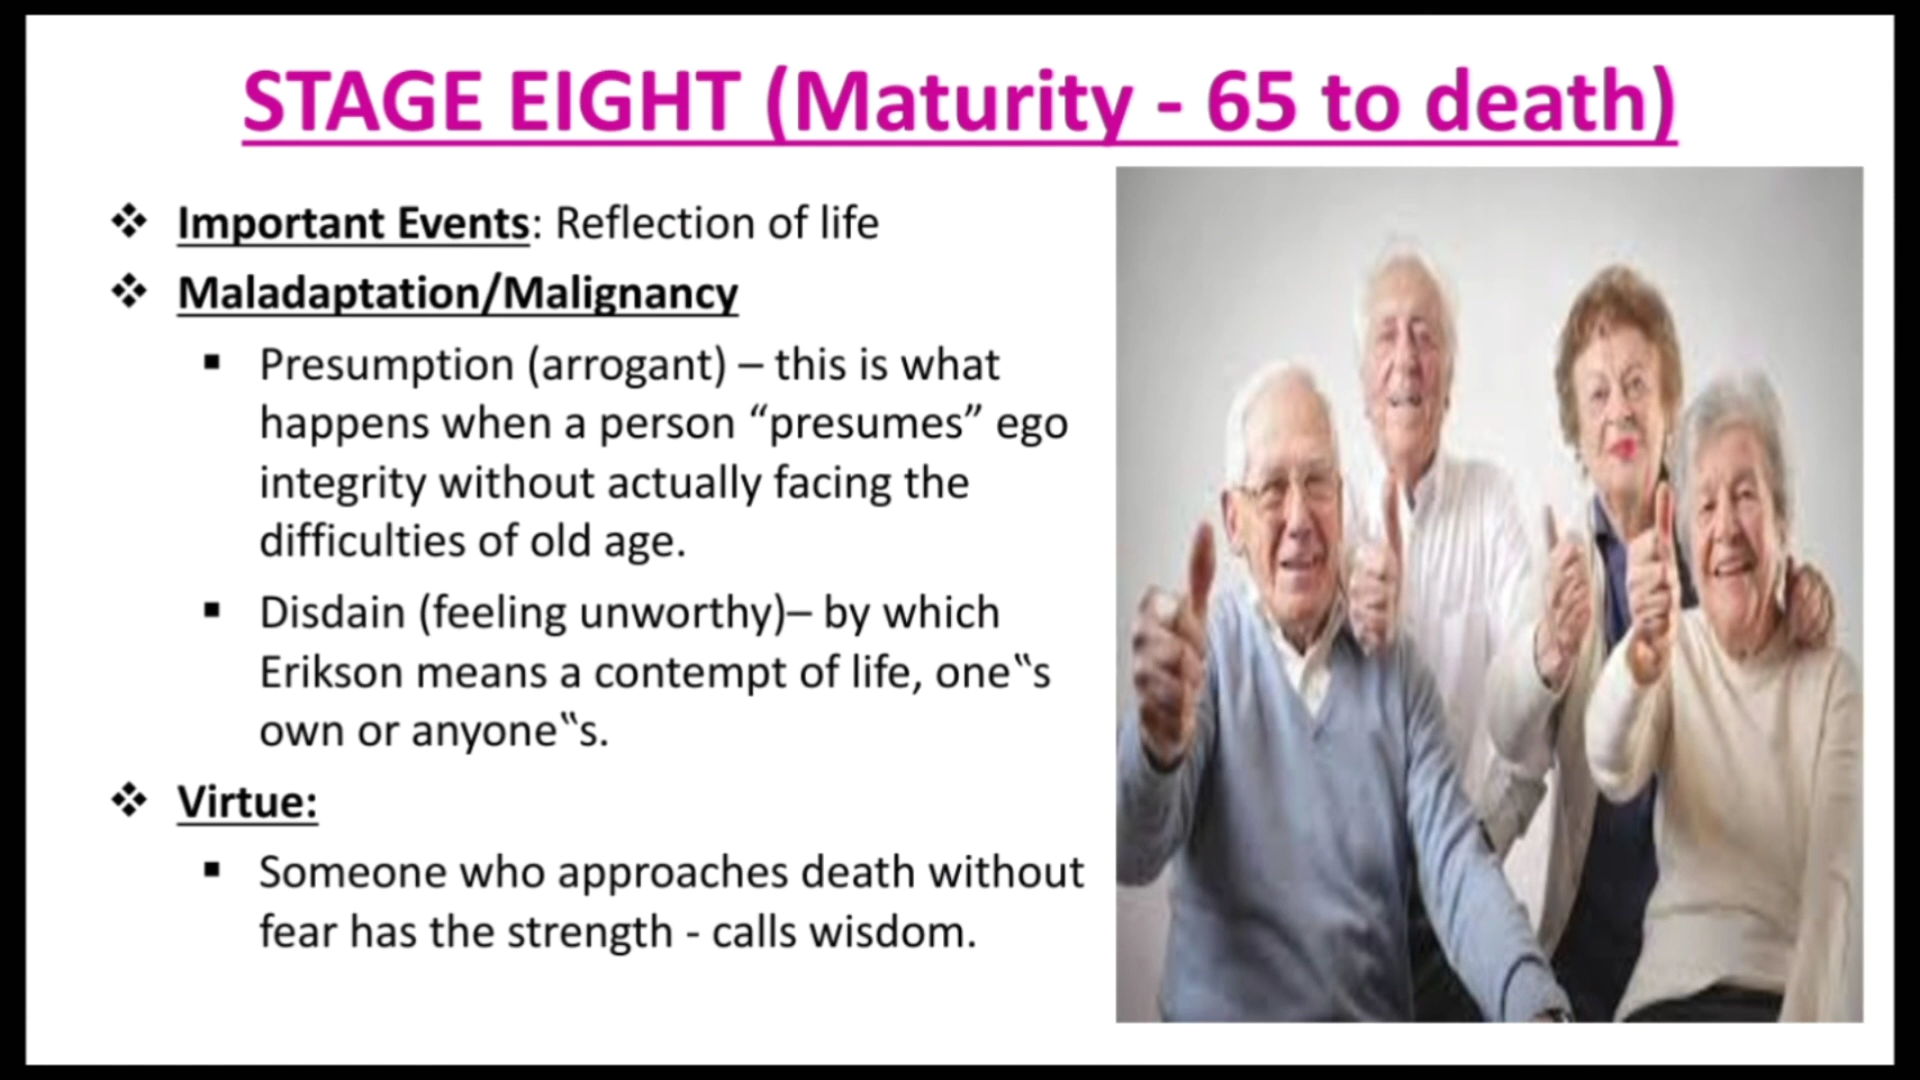 STAGE EIGHT (Maturity - 65 to death)
❖ Important Events: Reflection of life
❖ Maladaptation/Malignancy
▪ Presumption (arrogant) – this is what
happens when a person “presumes” ego
integrity without actually facing the
difficulties of old age.
▪ Disdain (feeling unworthy)– by which
Erikson means a contempt of life, one‟s
own or anyone‟s.
❖ Virtue:
▪ Someone who approaches death without
fear has the strength - calls wisdom.